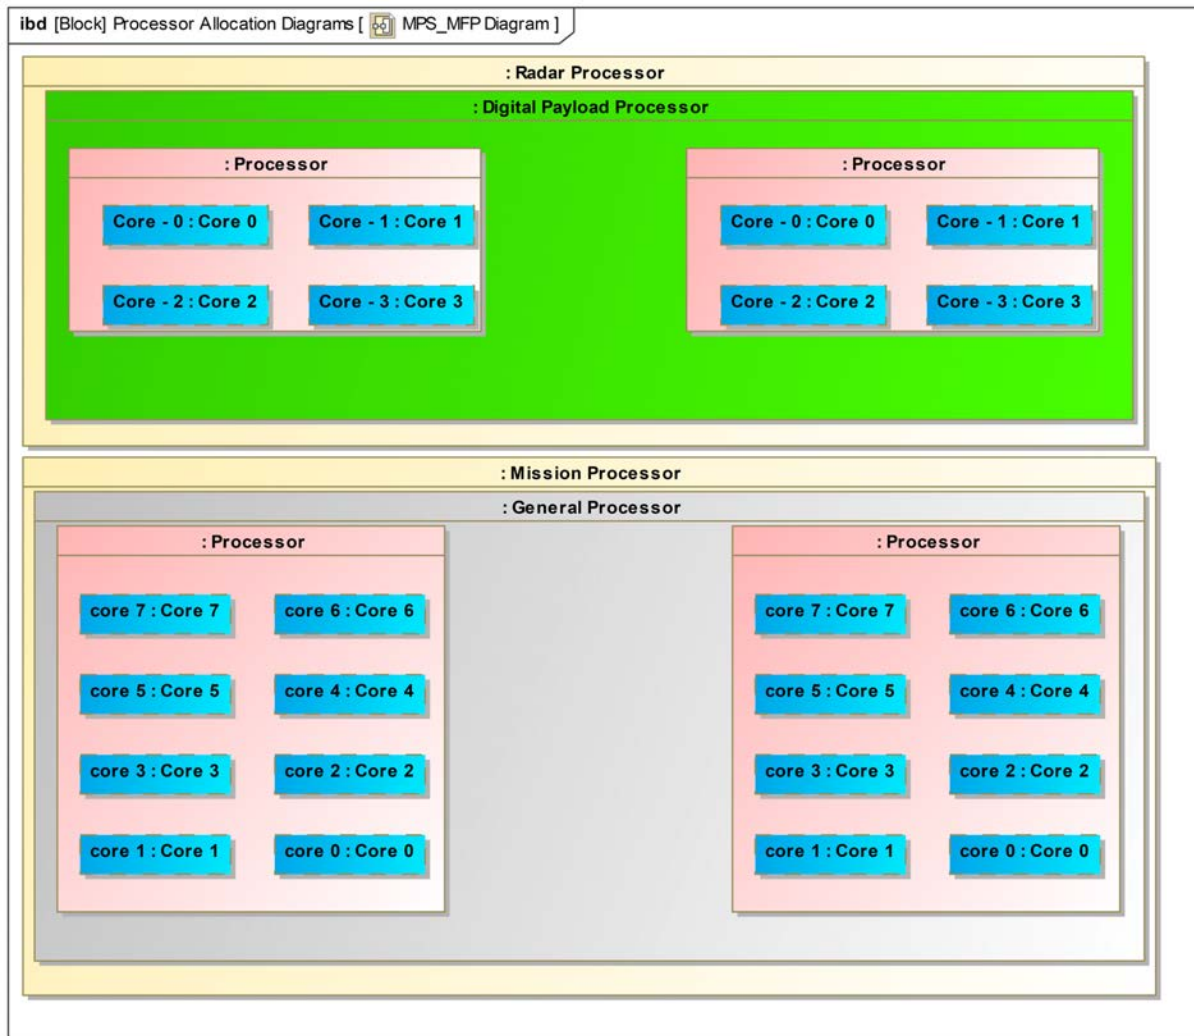 ibd [Block] Processor Allocation Diagrams [ MPS_MFP Diagram ]
: Radar Processor
: Digital Payload Processor
: Processor
: Processor
Core - 0 : Core 0
Core - 1 : Core 1
Core - 0 : Core 0
Core - 1 : Core 1
Core - 2 : Core 2
Core - 3 : Core 3
Core - 2 : Core 2
Core - 3 : Core 3
: Mission Processor
: General Processor
: Processor
: Processor
core 7 : Core 7
core 6 : Core 6
core 7 : Core 7
core 6 : Core 6
core 5 : Core 5
core 4 : Core 4
core 5 : Core 5
core 4 : Core 4
core 3 : Core 3
core 2 : Core 2
core 3 : Core 3
core 2 : Core 2
core 1 : Core 1
core 0 : Core 0
core 1 : Core 1
core 0 : Core 0